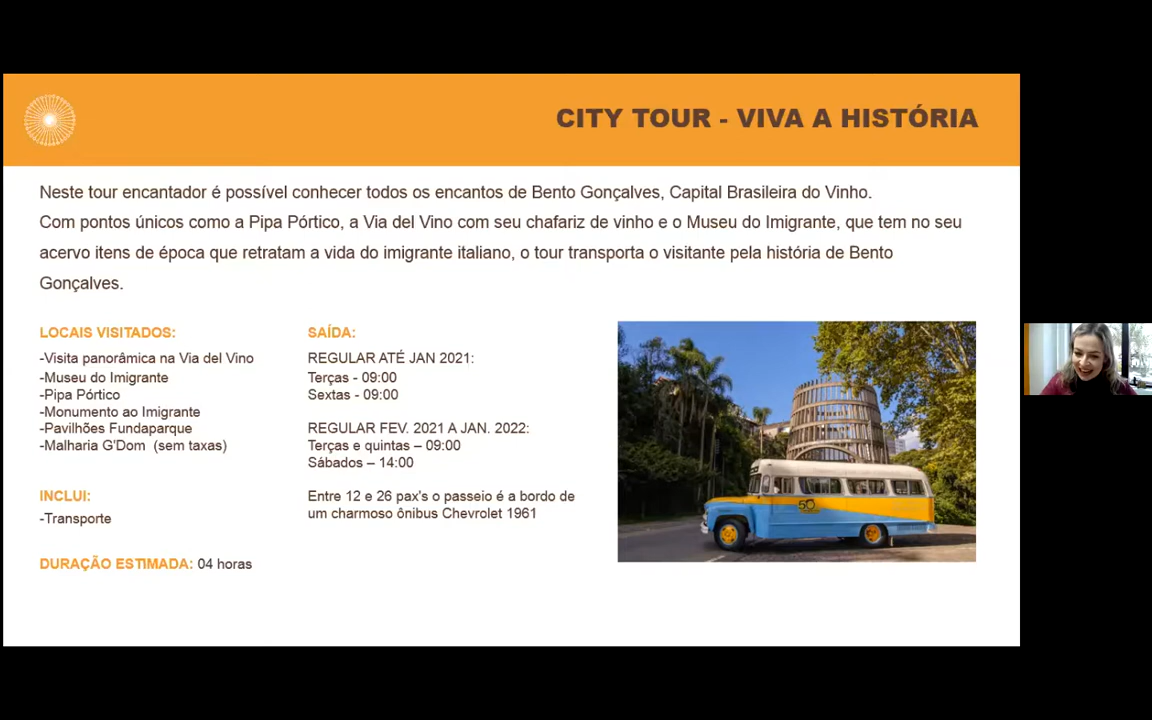 CITY TOUR - VIVA A HISTÓRIA
Neste tour encantador é possível conhecer todos os encantos de Bento Gonçalves, Capital Brasileira do Vinho.
Com pontos únicos como a Pipa Pórtico, a Via del Vino com seu chafariz de vinho e o Museu do Imigrante, que tem no seu
acervo itens de época que retratam a vida do imigrante italiano, o tour transporta o visitante pela história de Bento
Gonçalves.
LOCAIS VISITADOS:
-Visita panorâmica na Via del Vino
-Museu do Imigrante
-Pipa Pórtico
-Monumento ao Imigrante
-Pavilhões Fundaparque
-Malharia G'Dom (sem taxas)
INCLUI:
-Transporte
DURAÇÃO ESTIMADA: 04 horas
SAÍDA:
REGULAR ATÉ JAN 2021:
Terças - 09:00
Sextas - 09:00
REGULAR FEV. 2021 A JAN. 2022:
Terças e quintas – 09:00
Sábados – 14:00
Entre 12 e 26 pax's o passeio é a bordo de
um charmoso ônibus Chevrolet 1961
50